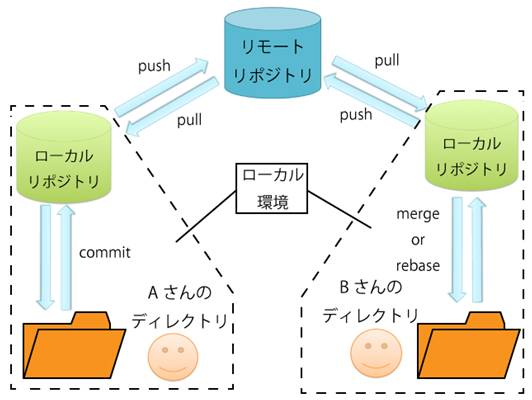 リモート
リポジトリ
push
pull
pull
push
ローカル
リポジトリ
ローカル
リポジトリ
ローカル
環境
commit
merge
or
rebase
Aさんの
ディレクトリ
Bさんの
ディレクトリ